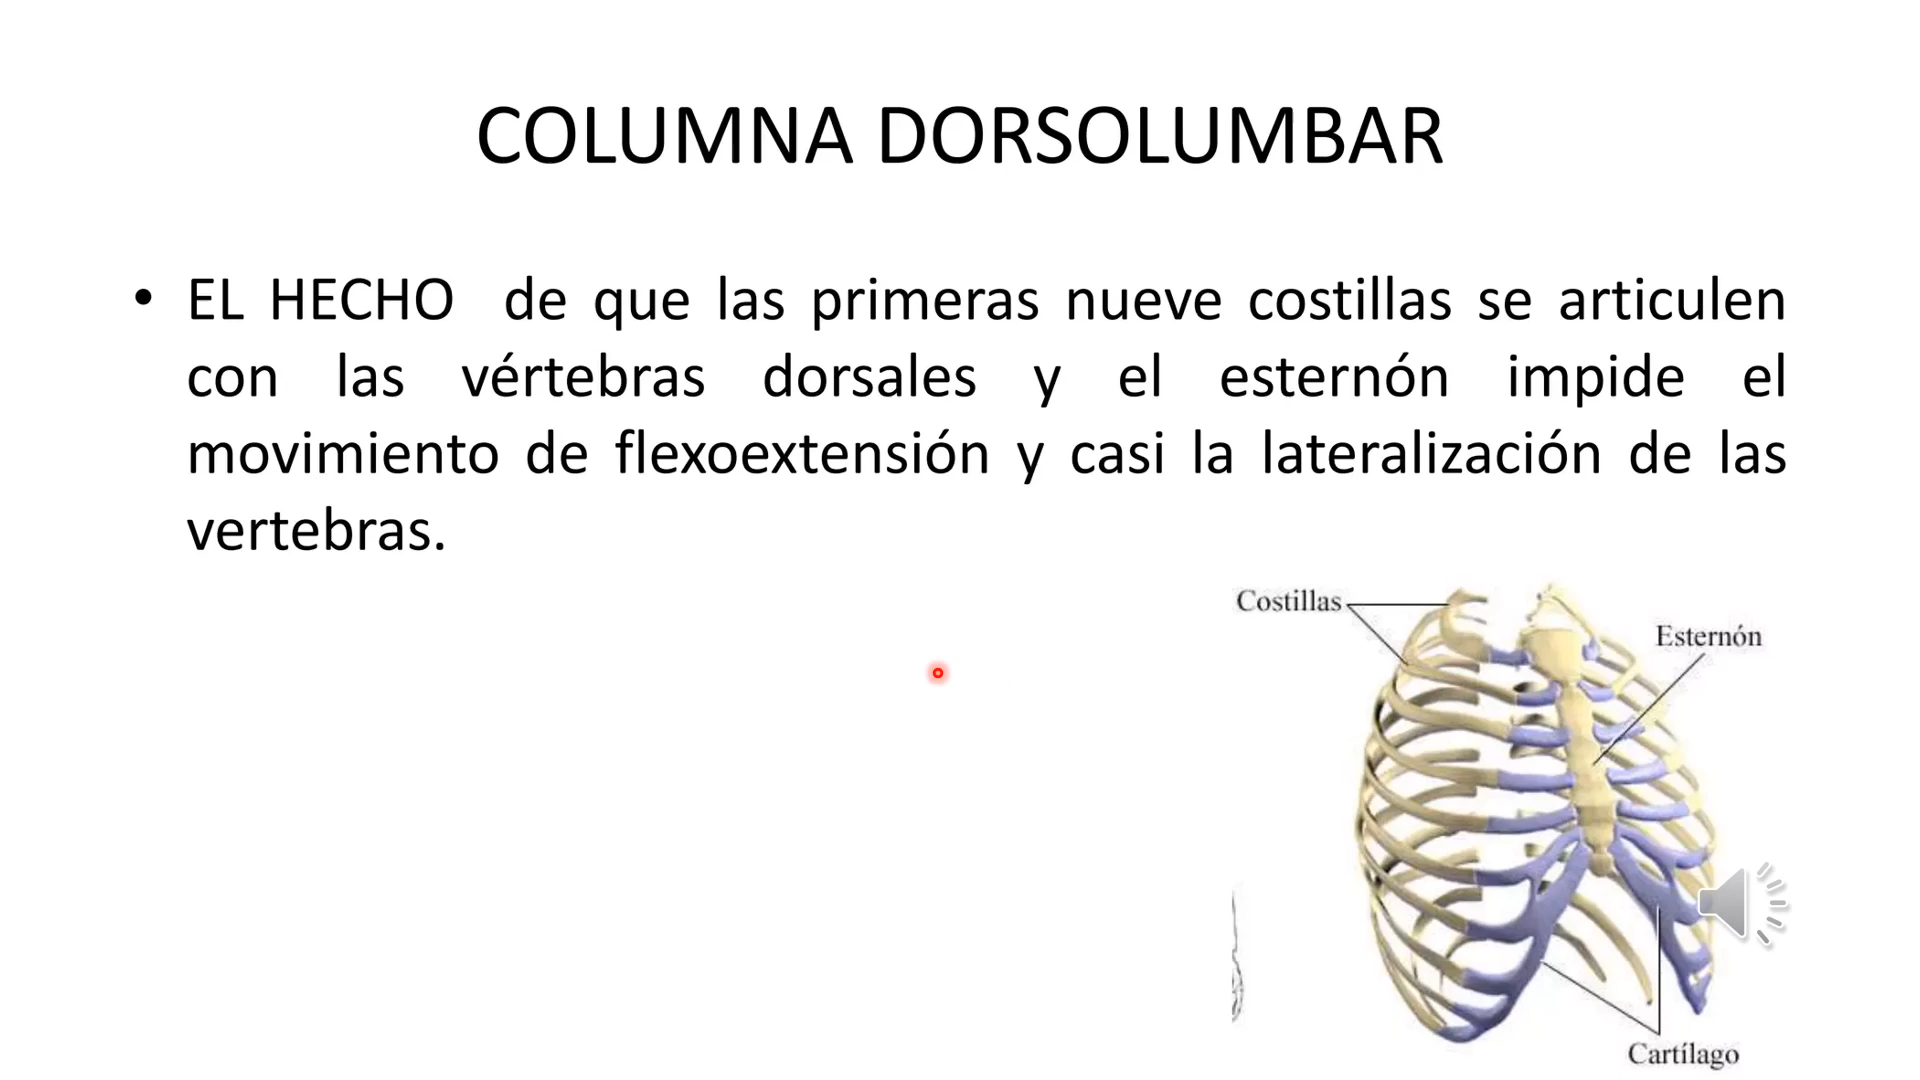 COLUMNA DORSOLUMBAR
• EL HECHO de que las primeras nueve costillas se articulen
con las vértebras dorsales y el esternón impide el
movimiento de flexoextensión y casi la lateralización de las
vertebras.
Costillas
Esternón
Cartílago